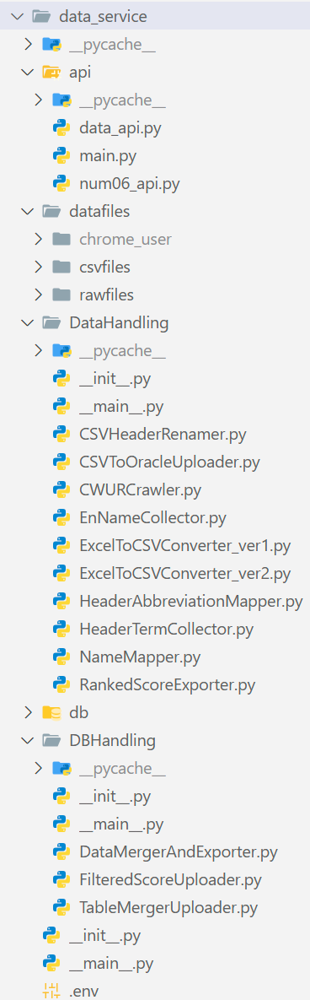 data_service
__pycache__
api
__pycache__
data_api.py
main.py
num06_api.py
datafiles
chrome_user
csvfiles
rawfiles
DataHandling
__pycache__
__init__.py
__main__.py
CSVHeaderRenamer.py
CSVToOracleUploader.py
CWURCrawler.py
EnNameCollector.py
ExcelToCSVConverter_ver1.py
ExcelToCSVConverter_ver2.py
HeaderAbbreviationMapper.py
HeaderTermCollector.py
NameMapper.py
RankedScoreExporter.py
db
DBHandling
__pycache__
__init__.py
__main__.py
DataMergerAndExporter.py
FilteredScoreUploader.py
TableMergerUploader.py
__init__.py
__main__.py
.env